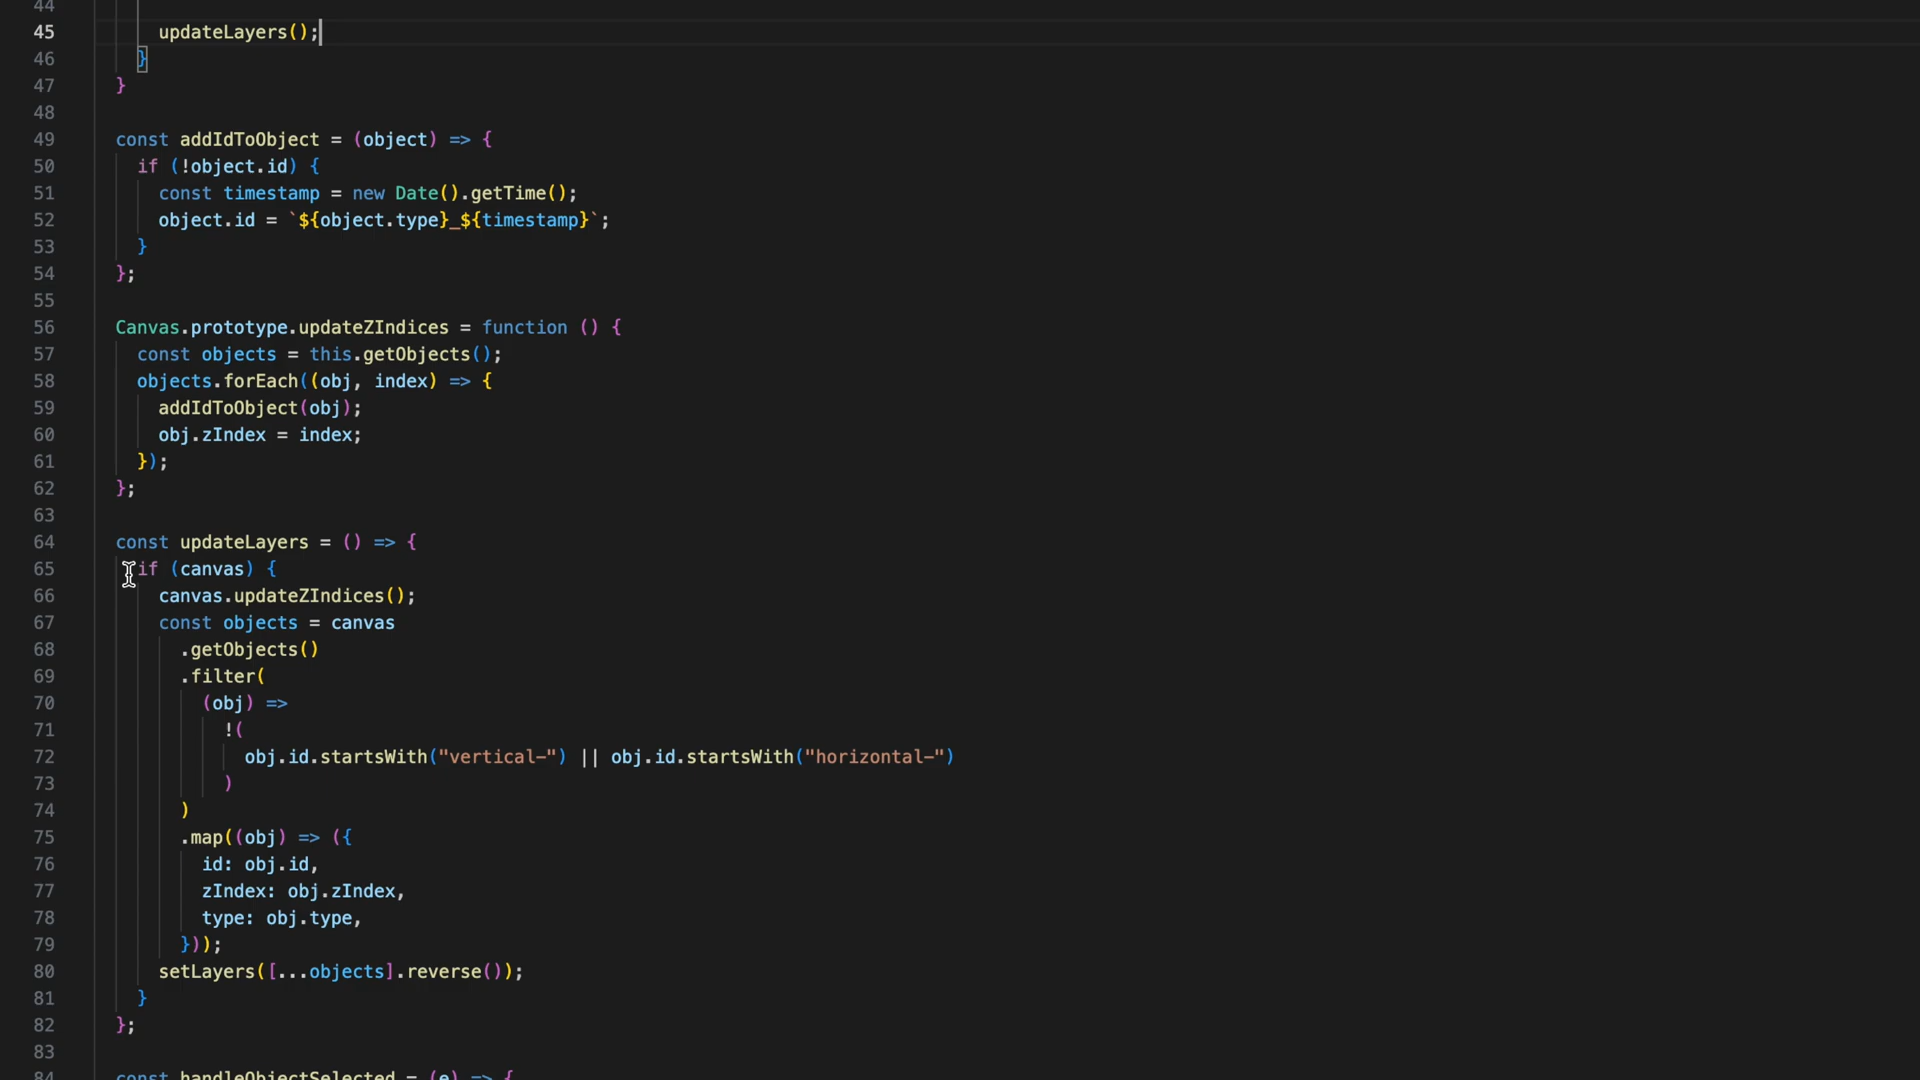 44
45 updateLayers();
46 }
47 }
48
49 const addIdToObject = (object) => {
50 if (!object.id) {
51 const timestamp = new Date().getTime();
52 object.id = `${object.type}_${timestamp}`;
53 }
54 };
55
56 Canvas.prototype.updateZIndices = function () {
57 const objects = this.getObjects();
58 objects.forEach((obj, index) => {
59 addIdToObject(obj);
60 obj.zIndex = index;
61 });
62 };
63
64 const updateLayers = () => {
65 if (canvas) {
66 canvas.updateZIndices();
67 const objects = canvas
68 .getObjects()
69 .filter(
70 (obj) =>
71 !(
72 obj.id.startsWith("vertical-") || obj.id.startsWith("horizontal-")
73 )
74 )
75 .map((obj) => ({
76 id: obj.id,
77 zIndex: obj.zIndex,
78 type: obj.type,
79 }));
80 setLayers([...objects].reverse());
81 }
82 };
83
84 const handleObjectSelected = (e) => {